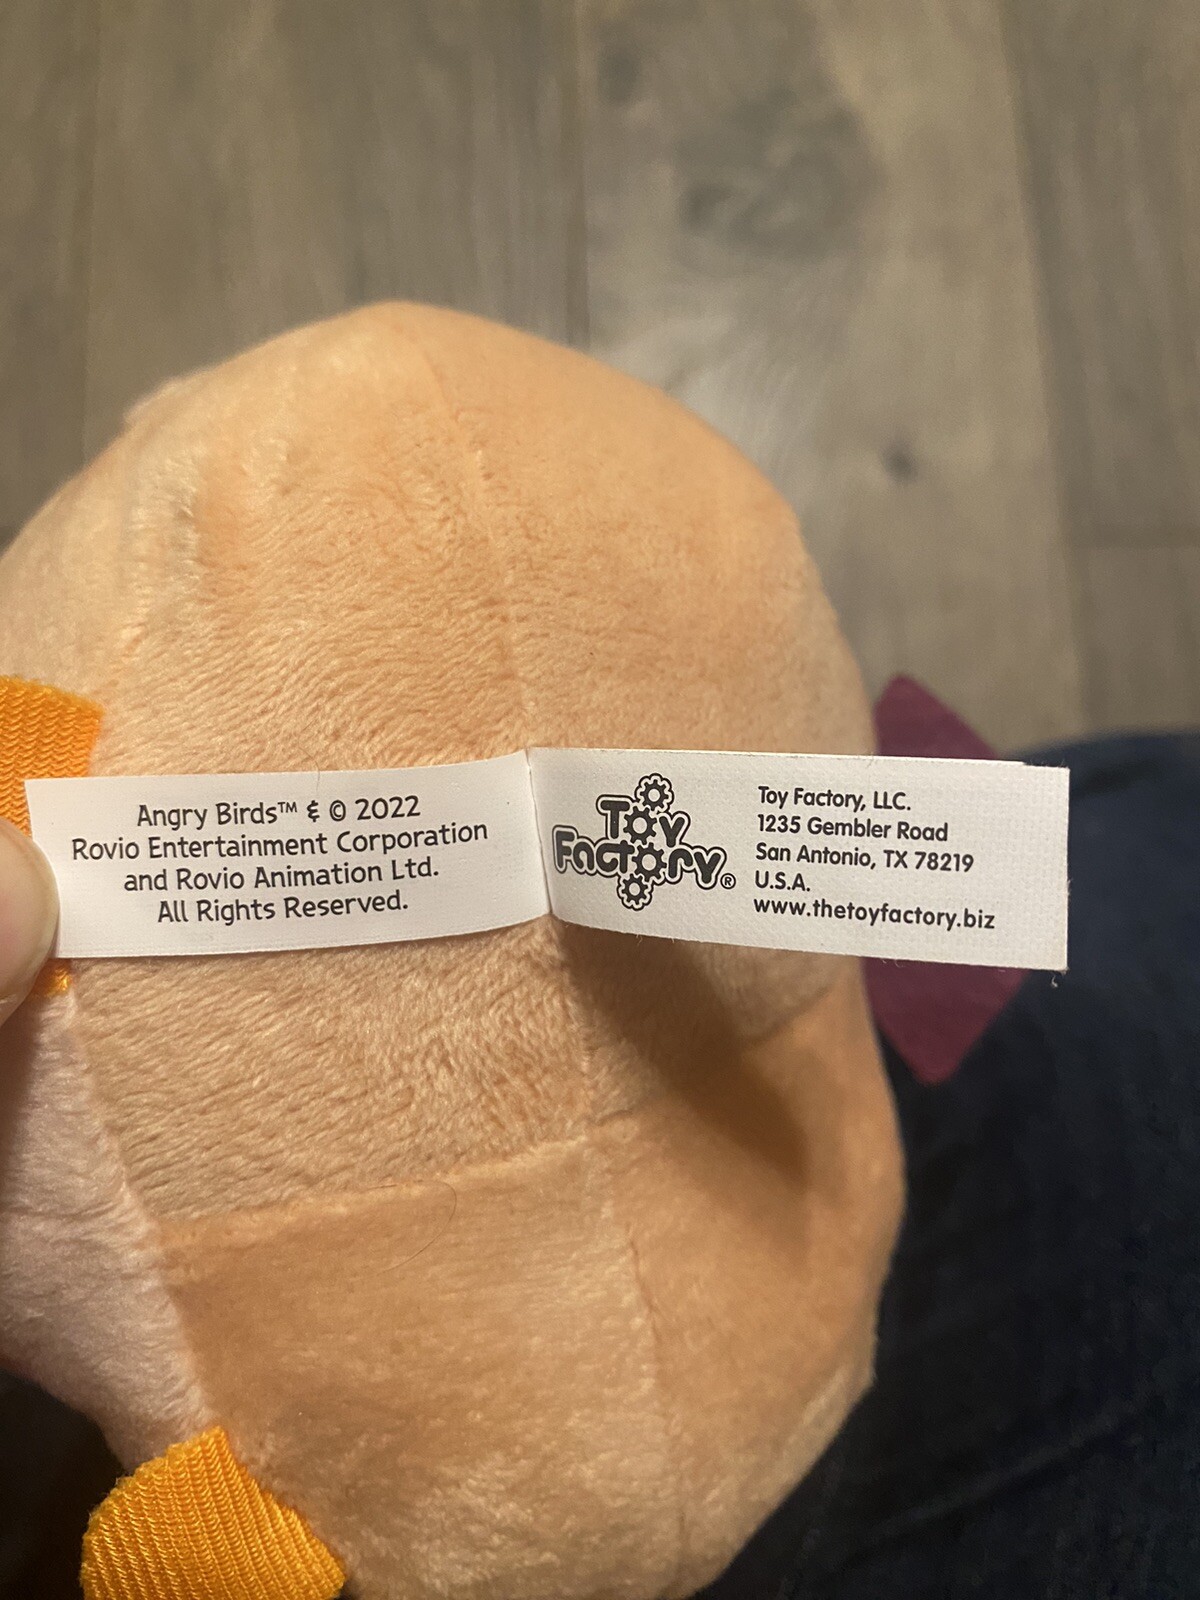 Angry Birds™ & © 2022
Rovio Entertainment Corporation
and Rovio Animation Ltd.
All Rights Reserved.
Toy
Factory®
Toy Factory, LLC.
1235 Gembler Road
San Antonio, TX 78219
U.S.A.
www.thetoyfactory.biz